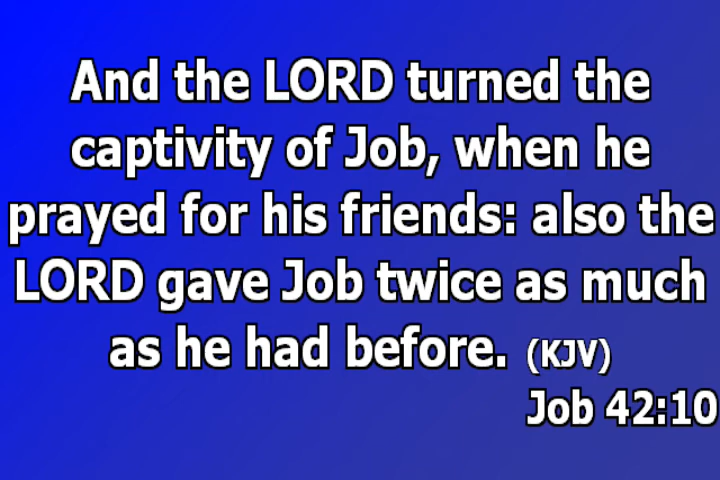 And the LORD turned the
captivity of Job, when he
prayed for his friends: also the
LORD gave Job twice as much
as he had before. (KJV)
Job 42:10